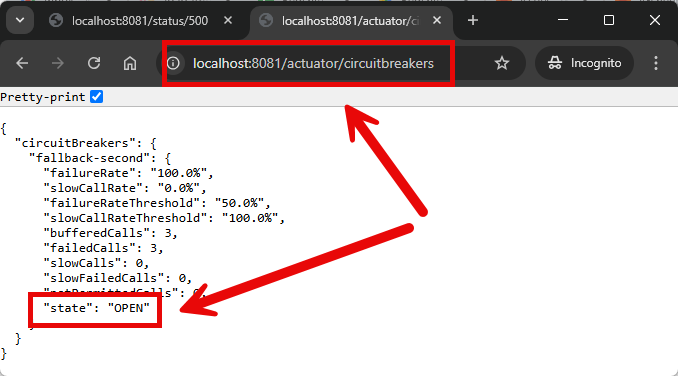 localhost:8081/status/500
localhost:8081/actuator/ci
localhost:8081/actuator/circuitbreakers
Incognito
Pretty-print
{
"circuitBreakers": {
"fallback-second": {
"failureRate": "100.0%",
"slowCallRate": "0.0%",
"failureRateThreshold": "50.0%",
"slowCallRateThreshold": "100.0%",
"bufferedCalls": 3,
"failedCalls": 3,
"slowCalls": 0,
"slowFailedCalls": 0,
"notPermittedCalls": 0,
"state": "OPEN"
}
}
}